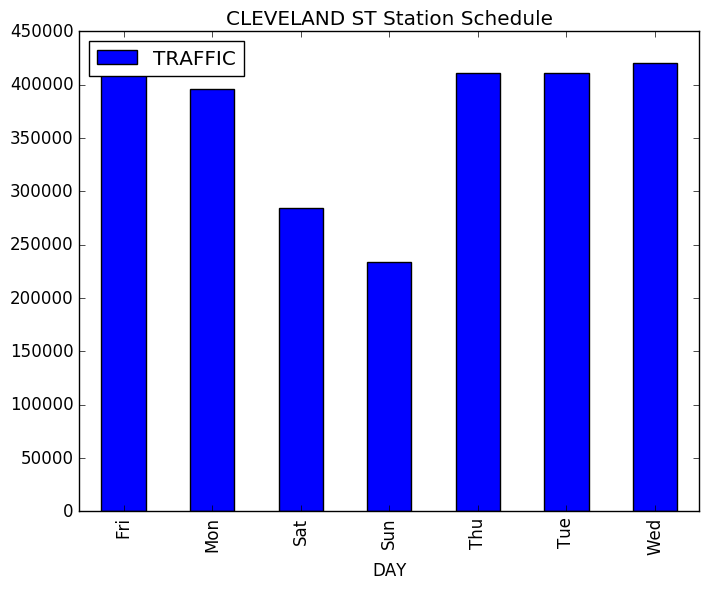 CLEVELAND ST Station Schedule
450000
400000
350000
300000
250000
200000
150000
100000
50000
0
TRAFFIC
Fri
Mon
Sat
Sun
Thu
Tue
Wed
DAY